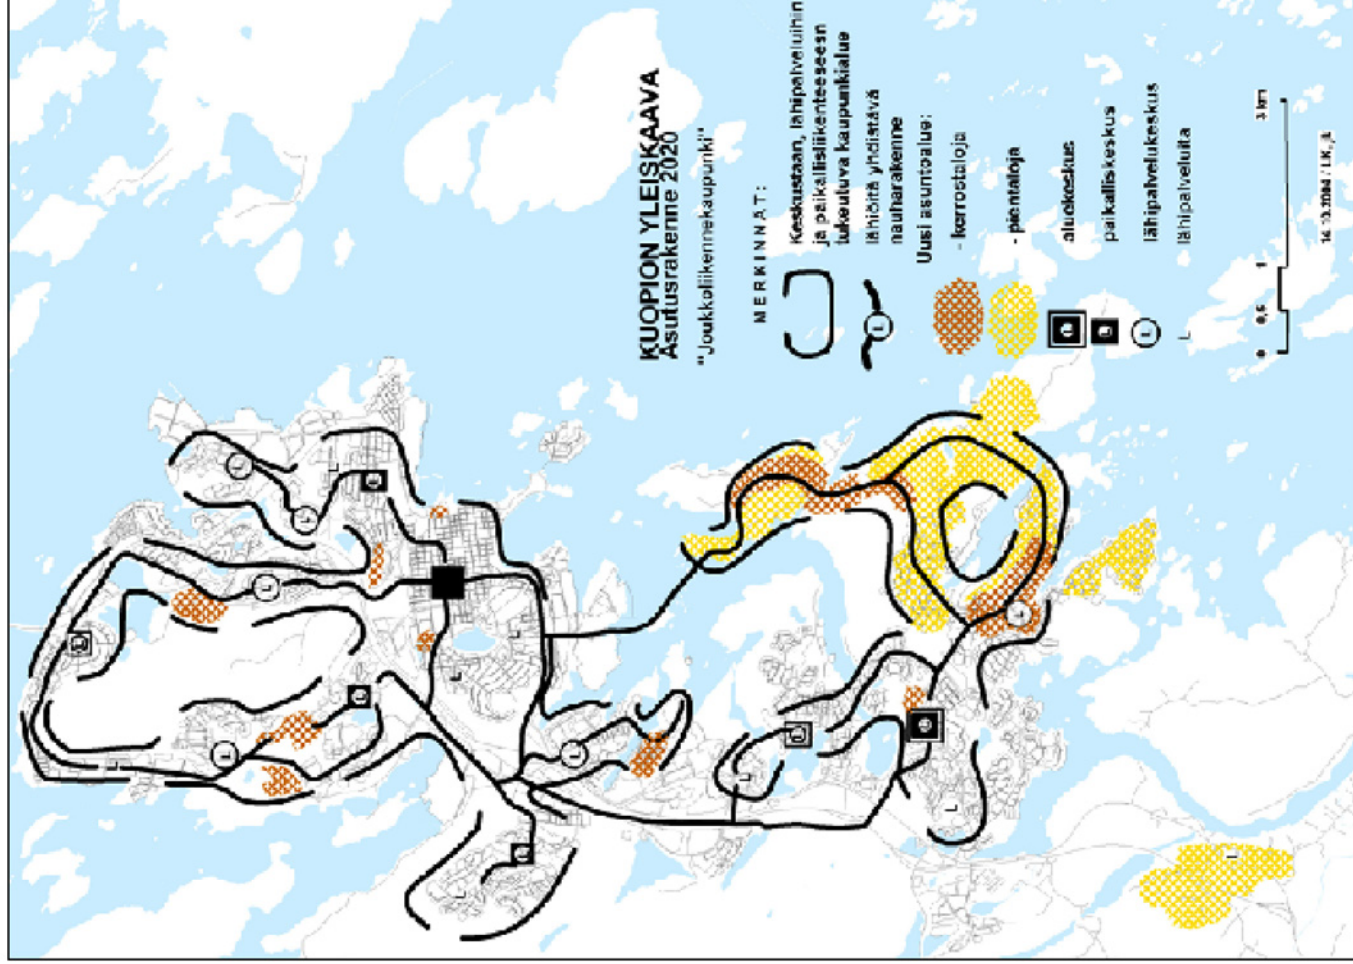 KUOPION YLEISKAAVA
Asutusrakenne 2020
"Joukkoliikennekaupunki"
MERKINNAT:
Keskustaan, lähipalveluihin
ja paikallisliikenteeseen
tukeutuva kaupunkialue
lähiöitä yhdistävä
nauharakenne
Uusi asuntoalue:
- kerrostaloja
- pientaloja
aluekeskus
paikalliskeskus
lähipalvelukeskus
L lähipalveluita
0 0,5 1 3 km
L
L
L
L
L
L
L
L
L
L
L
L